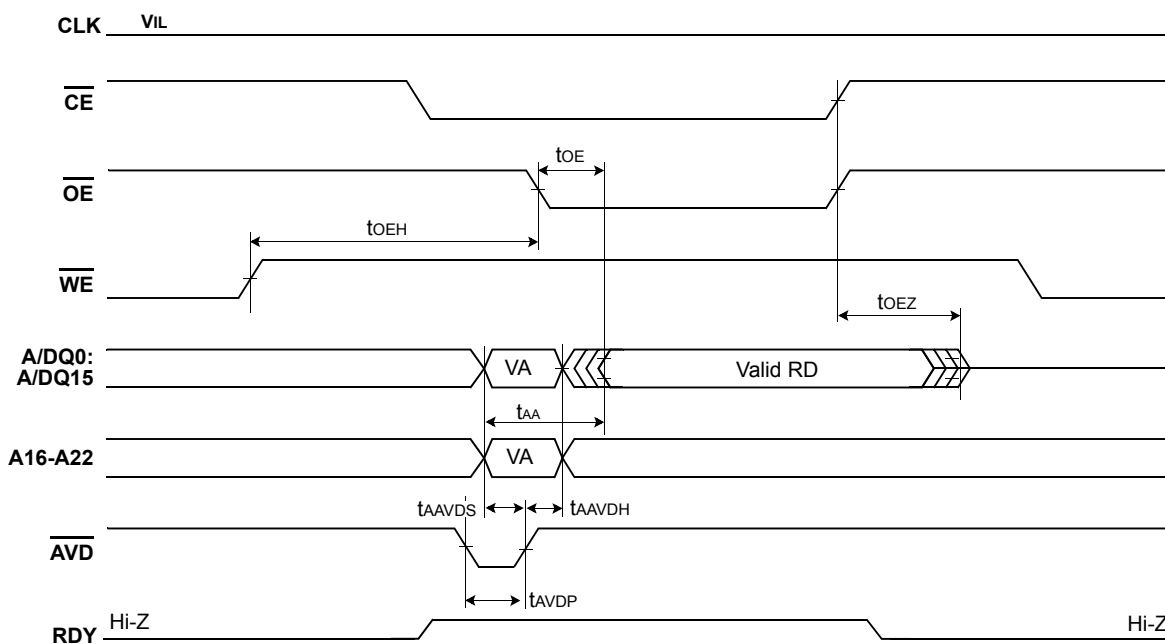 CLK VIL
CE
OE tOE
tOEH
WE
tOEZ
A/DQ0:
A/DQ15 VA Valid RD
tAA
A16-A22 VA
tAAVDS tAAVDH
AVD
tAVDP
RDY Hi-Z Hi-Z